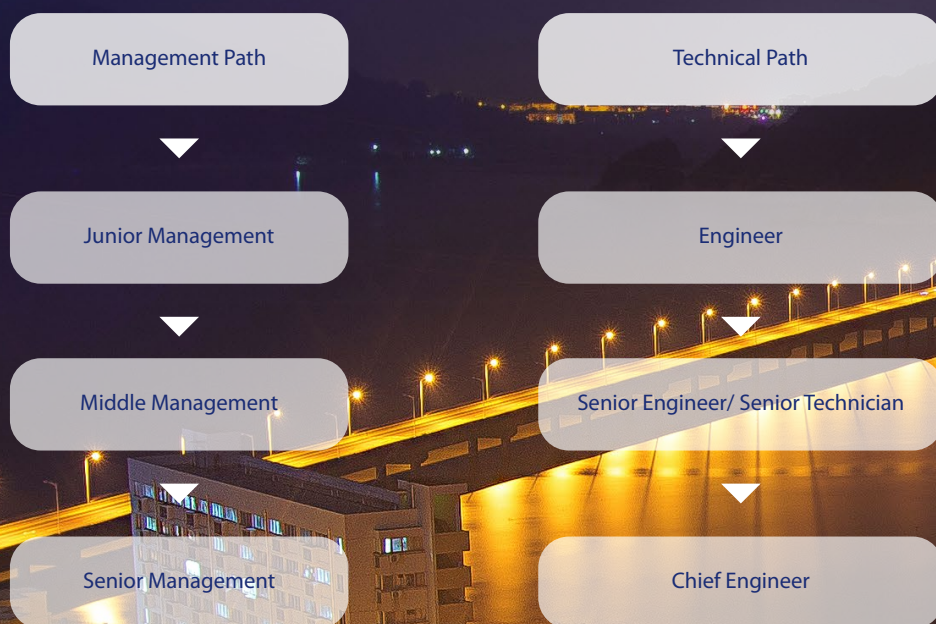 Management Path
Technical Path
Junior Management
Engineer
Middle Management
Senior Engineer/ Senior Technician
Senior Management
Chief Engineer